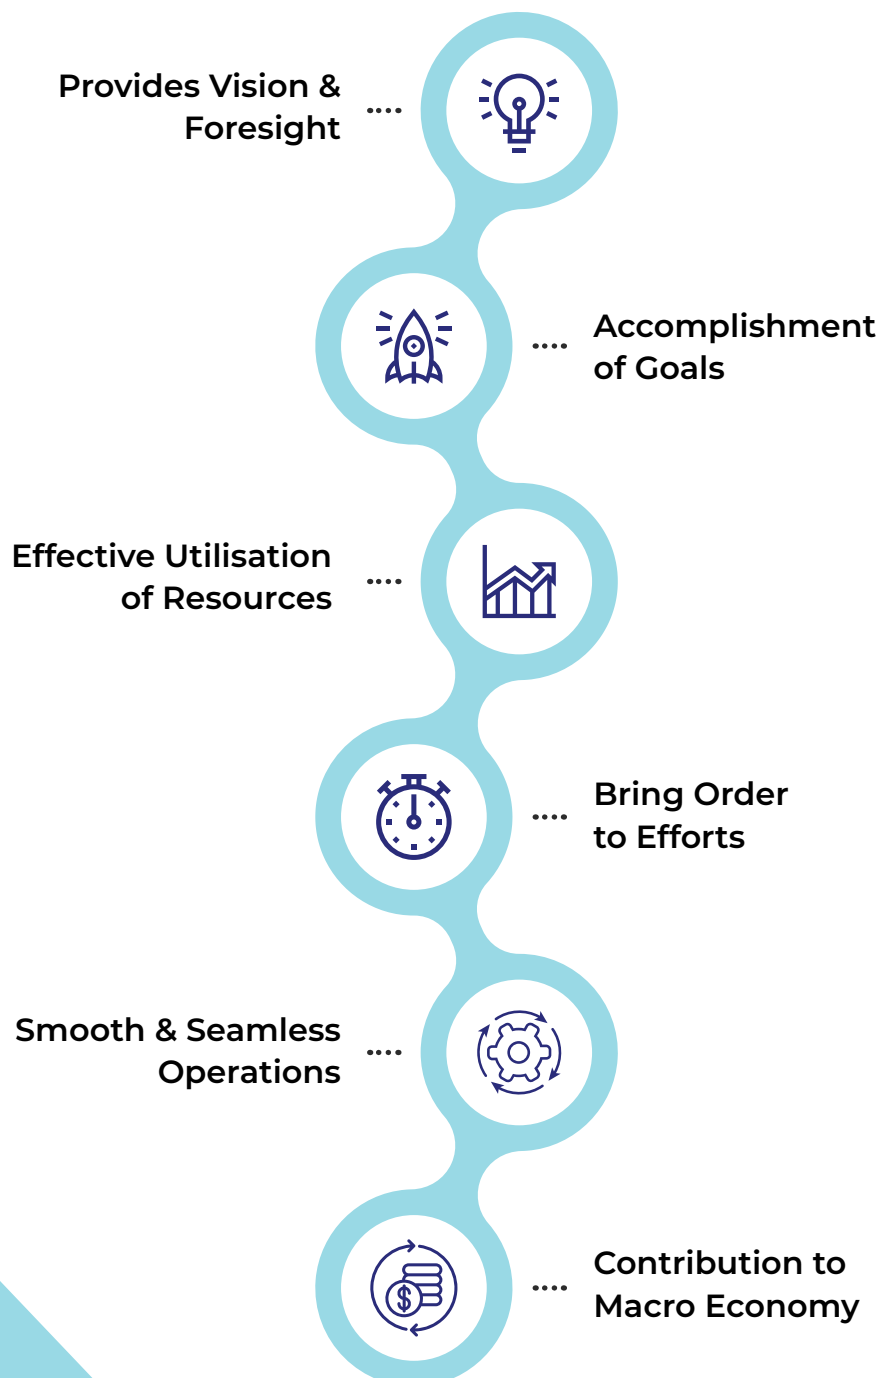 Provides Vision &
Foresight
Accomplishment
of Goals
Effective Utilisation
of Resources
Bring Order
to Efforts
Smooth & Seamless
Operations
$
Contribution to
Macro Economy